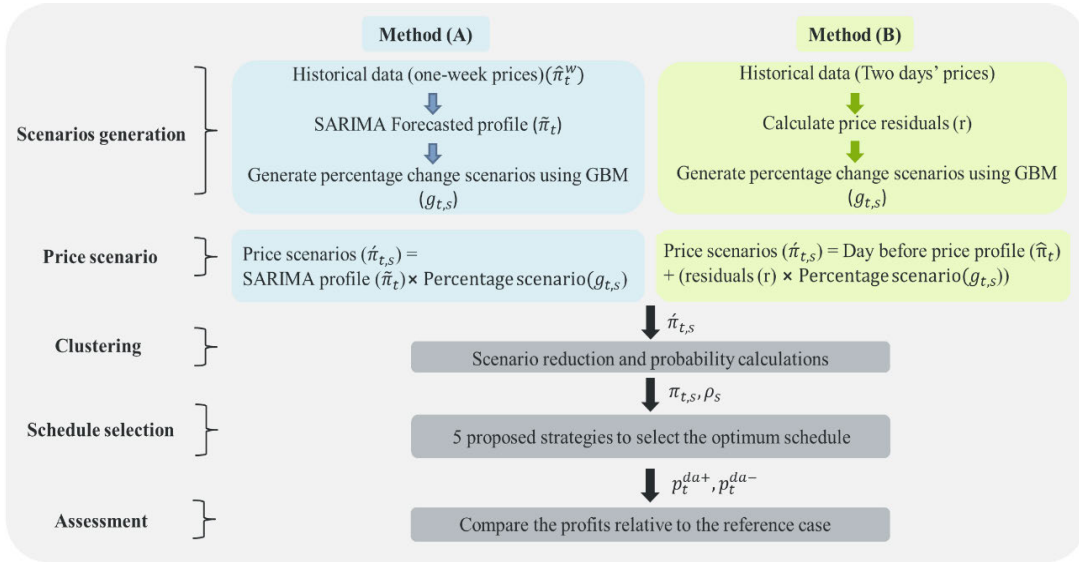 Method (A)
Method (B)
Scenarios generation
Historical data (one-week prices)(π̂ₜʷ)
SARIMA Forecasted profile (π̃ₜ)
Generate percentage change scenarios using GBM
(gₜ,ₛ)
Historical data (Two days’ prices)
Calculate price residuals (r)
Generate percentage change scenarios using GBM
(gₜ,ₛ)
Price scenario
Price scenarios (π́ₜ,ₛ) =
SARIMA profile (π̃ₜ)× Percentage scenario(gₜ,ₛ)
Price scenarios (π́ₜ,ₛ) = Day before price profile (π̂ₜ)
+ (residuals (r) × Percentage scenario(gₜ,ₛ))
π́ₜ,ₛ
Clustering
Scenario reduction and probability calculations
πₜ,ₛ, ρₛ
Schedule selection
5 proposed strategies to select the optimum schedule
pₜᵈᵃ⁺, pₜᵈᵃ⁻
Assessment
Compare the profits relative to the reference case